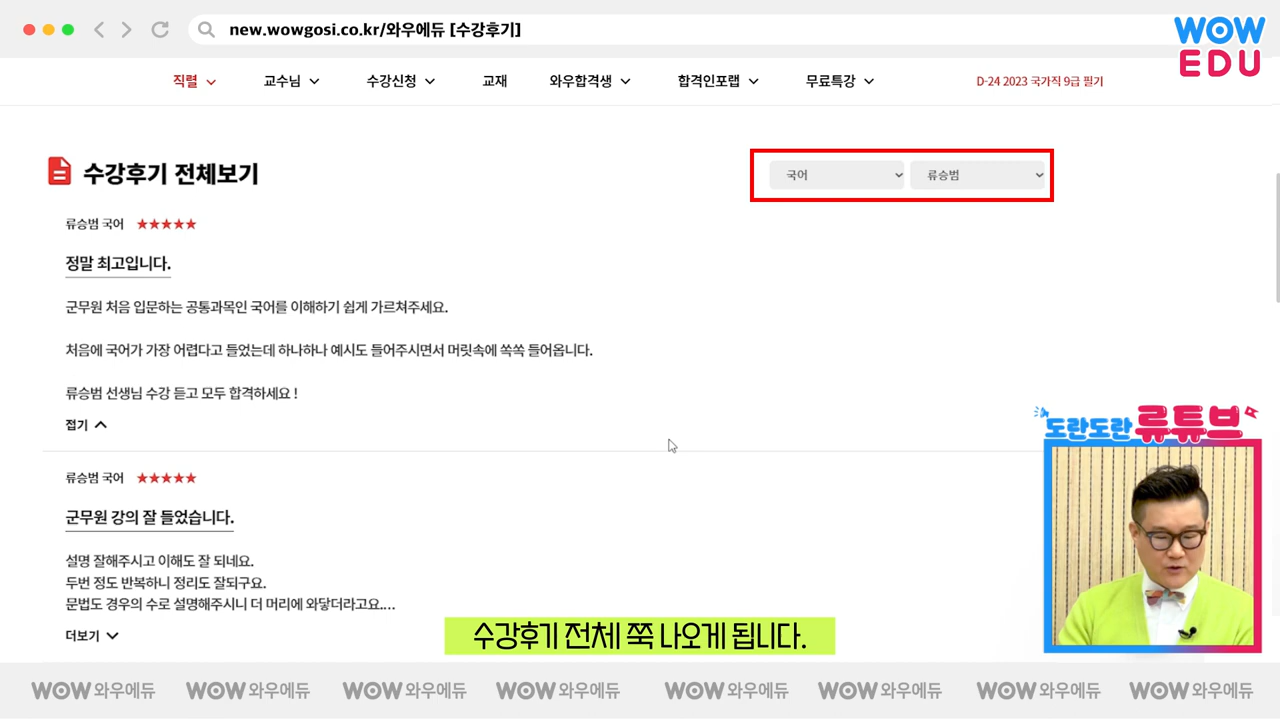 new.wowgosi.co.kr/와우에듀 [수강후기]
WOW
EDU
직렬 교수님 수강신청 교재 와우합격생 합격인포랩 무료특강 D-24 2023 국가직 9급 필기
수강후기 전체보기
국어 류승범
류승범 국어 ★★★★★
정말 최고입니다.
군무원 처음 입문하는 공통과목인 국어를 이해하기 쉽게 가르쳐주세요.
처음에 국어가 가장 어렵다고 들었는데 하나하나 예시도 들어주시면서 머릿속에 쏙쏙 들어옵니다.
류승범 선생님 수강 듣고 모두 합격하세요 !
접기
도란도란 류튜브
류승범 국어 ★★★★★
군무원 강의 잘 들었습니다.
설명 잘해주시고 이해도 잘 되네요.
두번 정도 반복하니 정리도 잘되구요.
문법도 경우의 수로 설명해주시니 더 머리에 와닿더라고요....
더보기
수강후기 전체 쭉 나오게 됩니다.
WOW 와우에듀 WOW 와우에듀 WOW 와우에듀 WOW 와우에듀 WOW 와우에듀 WOW 와우에듀 WOW 와우에듀 WOW 와우에듀